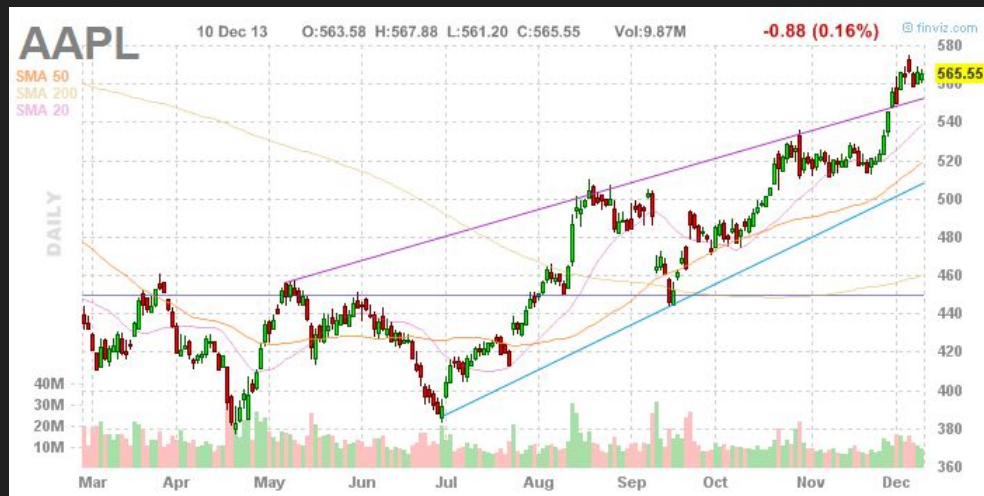 AAPL
10 Dec 13 O:563.58 H:567.88 L:561.20 C:565.55 Vol:9.87M -0.88 (0.16%) © finviz.com
SMA 50
SMA 200
SMA 20
DAILY
580
565.55
560
540
520
500
480
460
440
420
400
380
360
40M
30M
20M
10M
Mar Apr May Jun Jul Aug Sep Oct Nov Dec